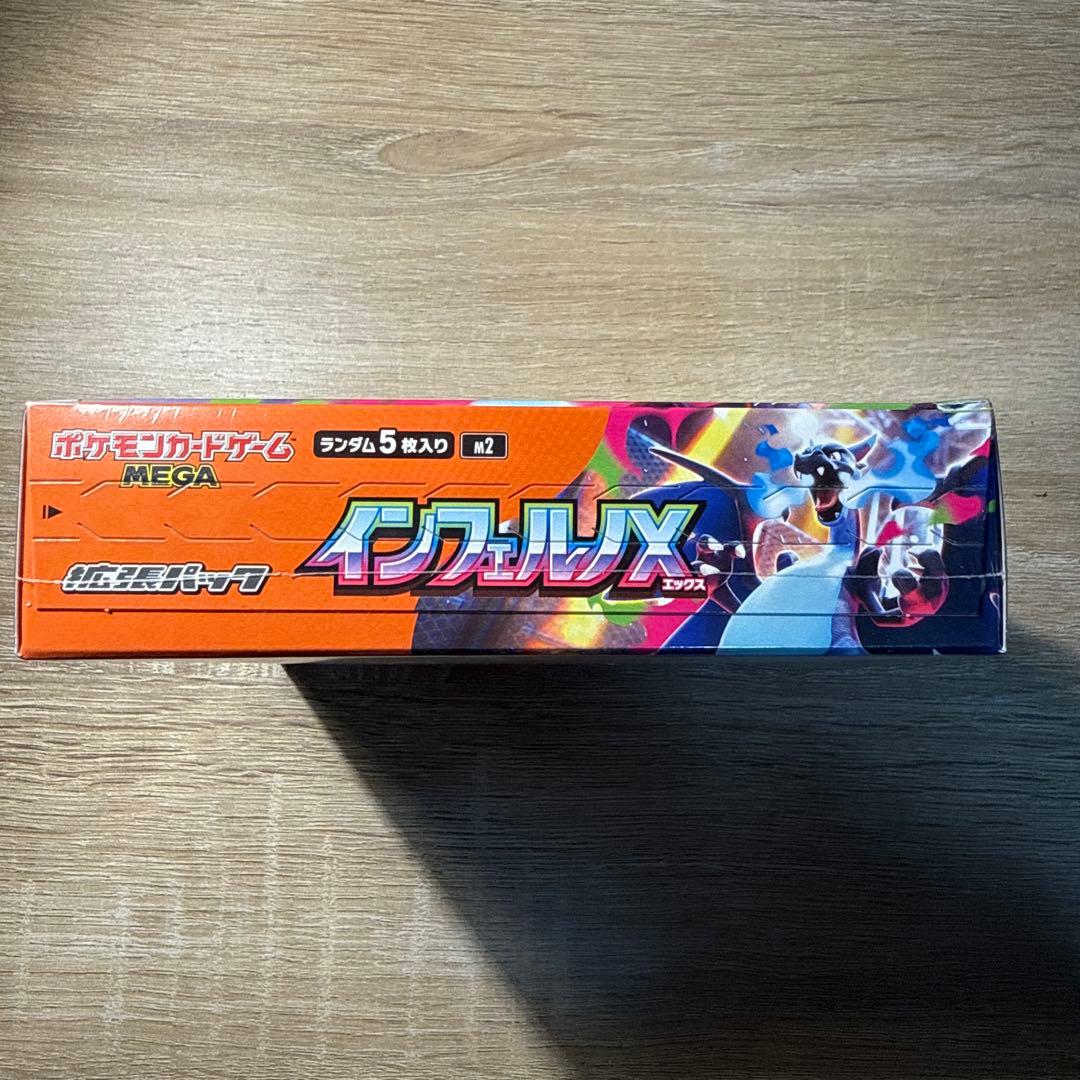 ポケモンカードゲーム
MEGA
ランダム5枚入り M2
インフェルノX
エックス
拡張パック